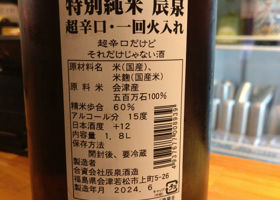 特別純米 辰泉
超辛口・一回火入れ
超辛口だけど
それだけじゃない酒
原材料名 米(国産)、
米麹(国産米)
原料米 会津産
五百万石100%
精米歩合 60%
アルコール分 15度
日本酒度 +12
内容量 1.8L
保存方法
開封後、要冷蔵
合資会社辰泉酒造
福島県会津若松市上町5-26
製造年月 2024.6